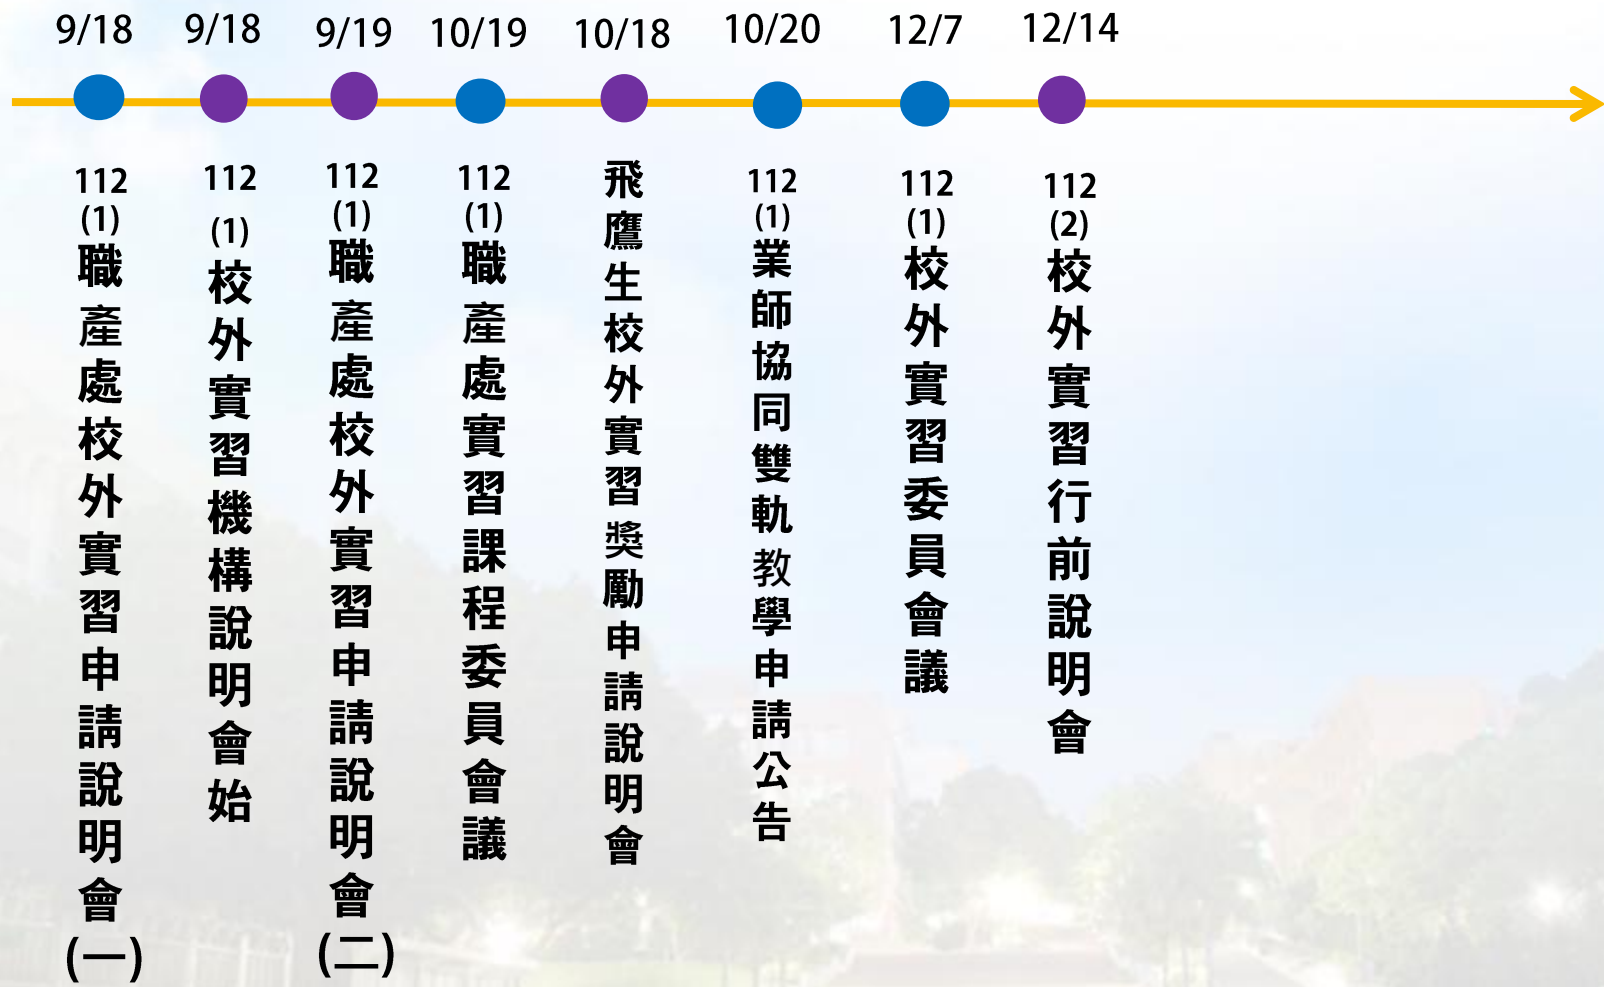 9/18
112
(1)
職產處校外實習申請說明會
(一)
9/18
112
(1)
校外實習機構說明會始
9/19
112
(1)
職產處校外實習申請說明會
(二)
10/19
112
(1)
職產處實習課程委員會議
10/18
飛鷹生校外實習獎勵申請說明會
10/20
112
(1)
業師協同雙軌教學申請公告
12/7
112
(1)
校外實習委員會議
12/14
112
(2)
校外實習行前說明會